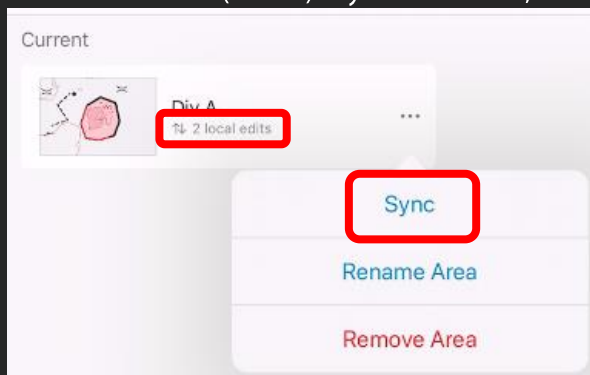 Current
Div A
2 local edits
Sync
Rename Area
Remove Area